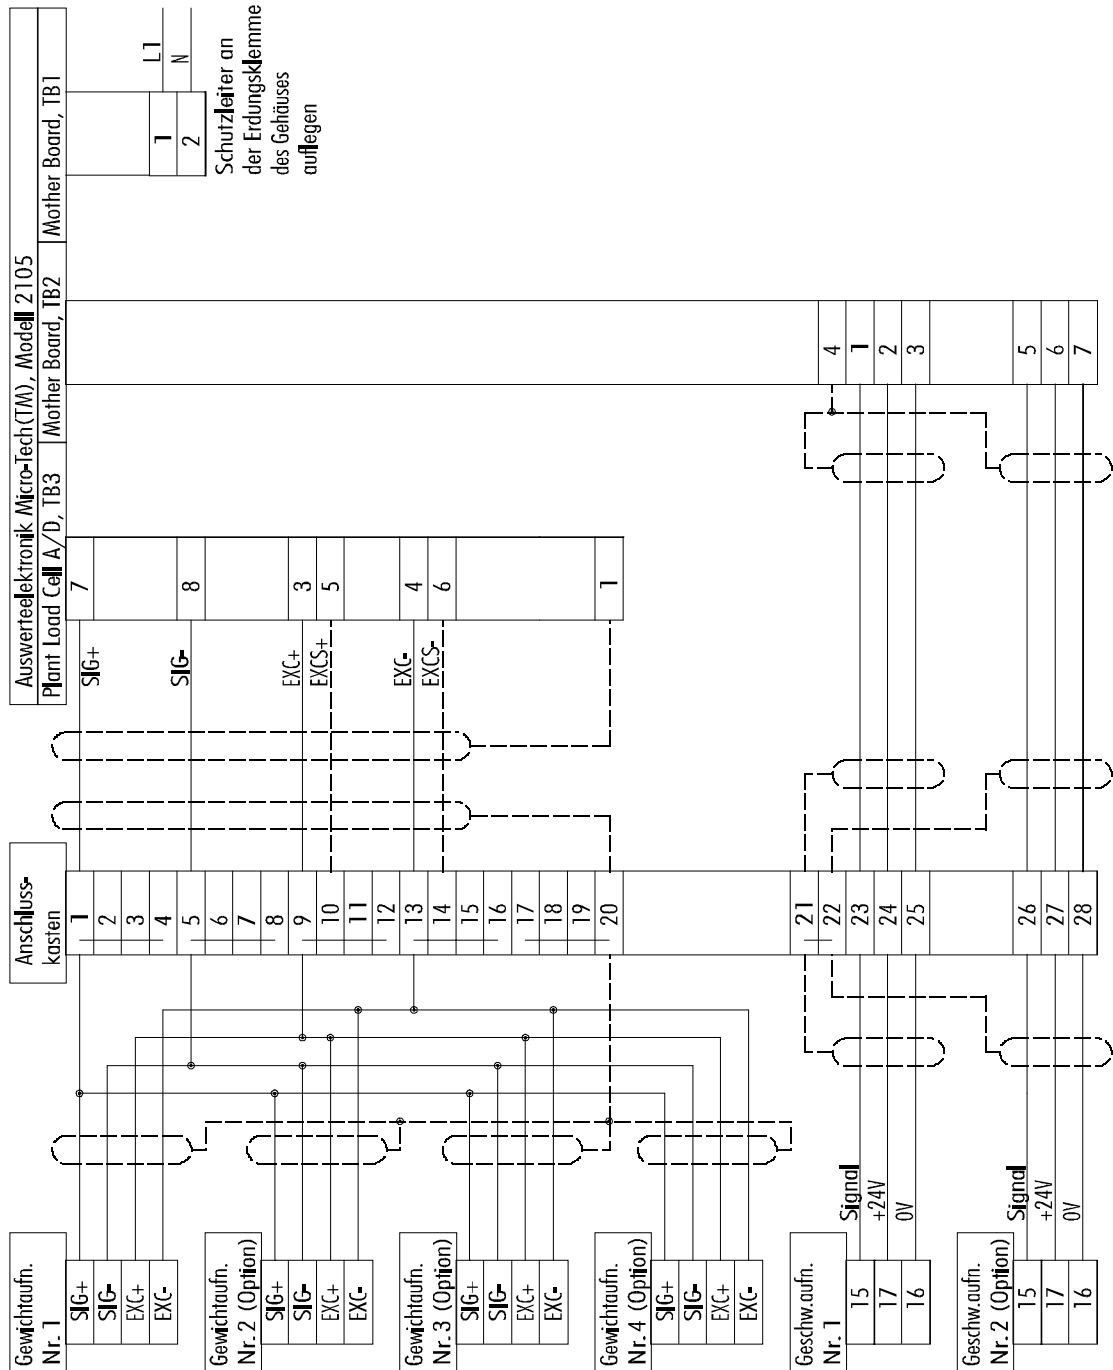 Auswerteelektronik Micro-Tech(TM), Modell 2105
Plant Load Cell A/D, TB3
Mother Board, TB2
Mother Board, TB1
L1
N
1
2
Schutzleiter an
der Erdungsklemme
des Gehäuses
auflegen
4
1
2
3
5
6
7
7
8
3
5
4
6
1
SIG+
SIG-
EXC+
EXCS+
EXC-
EXCS-
Anschluss-
kasten
1
2
3
4
5
6
7
8
9
10
11
12
13
14
15
16
17
18
19
20
21
22
23
24
25
26
27
28
Gewichtaufn.
Nr. 1
SIG+
SIG-
EXC+
EXC-
Gewichtaufn.
Nr. 2 (Option)
SIG+
SIG-
EXC+
EXC-
Gewichtaufn.
Nr. 3 (Option)
SIG+
SIG-
EXC+
EXC-
Gewichtaufn.
Nr. 4 (Option)
SIG+
SIG-
EXC+
EXC-
Geschw.aufn.
Nr. 1
15
17
16
Signal
+24V
0V
Geschw.aufn.
Nr. 2 (Option)
15
17
16
Signal
+24V
0V